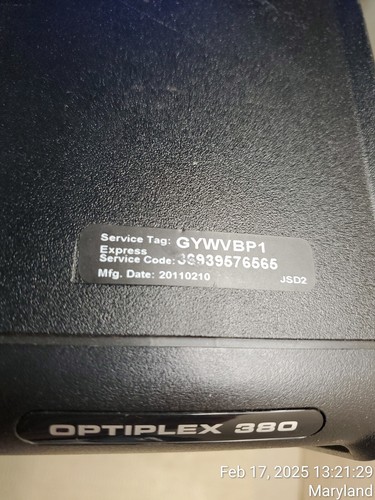 Service Tag: GYWVBP1
Express
Service Code: 36939576565
Mfg. Date: 20110210 JSD2
OPTIPLEX 380
Feb 17, 2025 13:21:29
Maryland